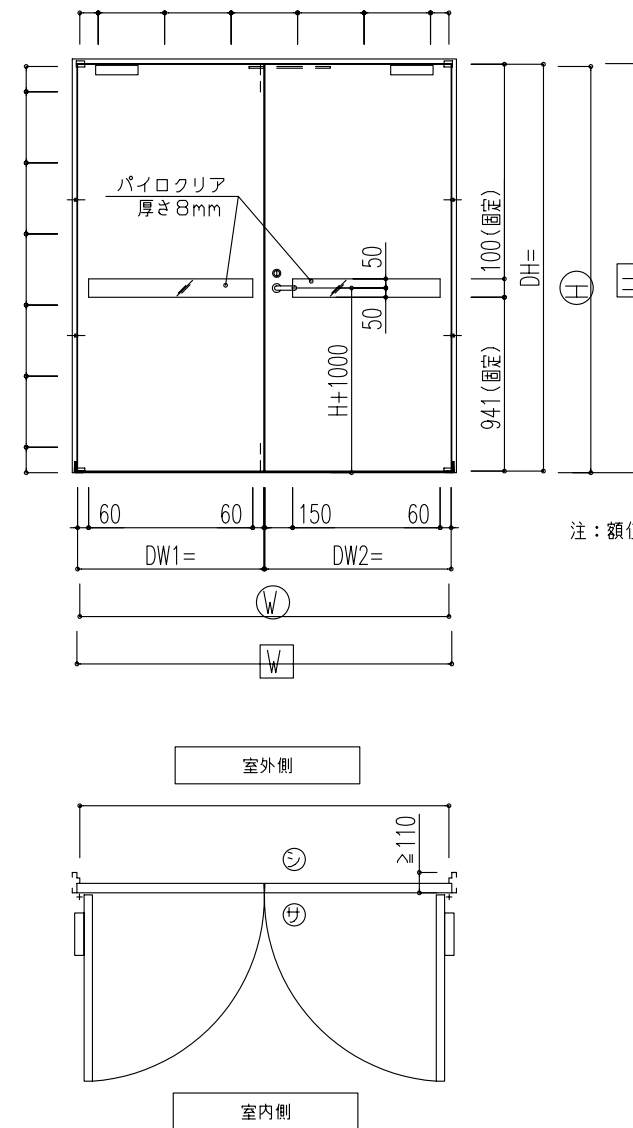 パイロクリア
厚さ8mm
50
50
H+1000
100(固定)
941(固定)
DH=
H
H
60
60
150
60
DW1=
DW2=
W
W
注：額
室外側
≥110
シ
サ
室内側